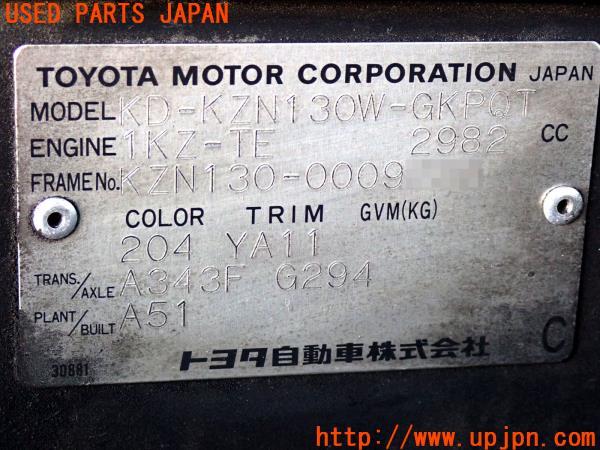 USED PARTS JAPAN
TOYOTA MOTOR CORPORATION JAPAN
MODEL KD-KZN130W-GKPQT
ENGINE 1KZ-TE 2982 CC
FRAME No. KZN130-0009
COLOR TRIM GVM(KG)
204 YA11
TRANS./AXLE A343F G294
PLANT/BUILT A51
トヨタ自動車株式会社 C
30881
UPJ
http://www.upjpn.com/